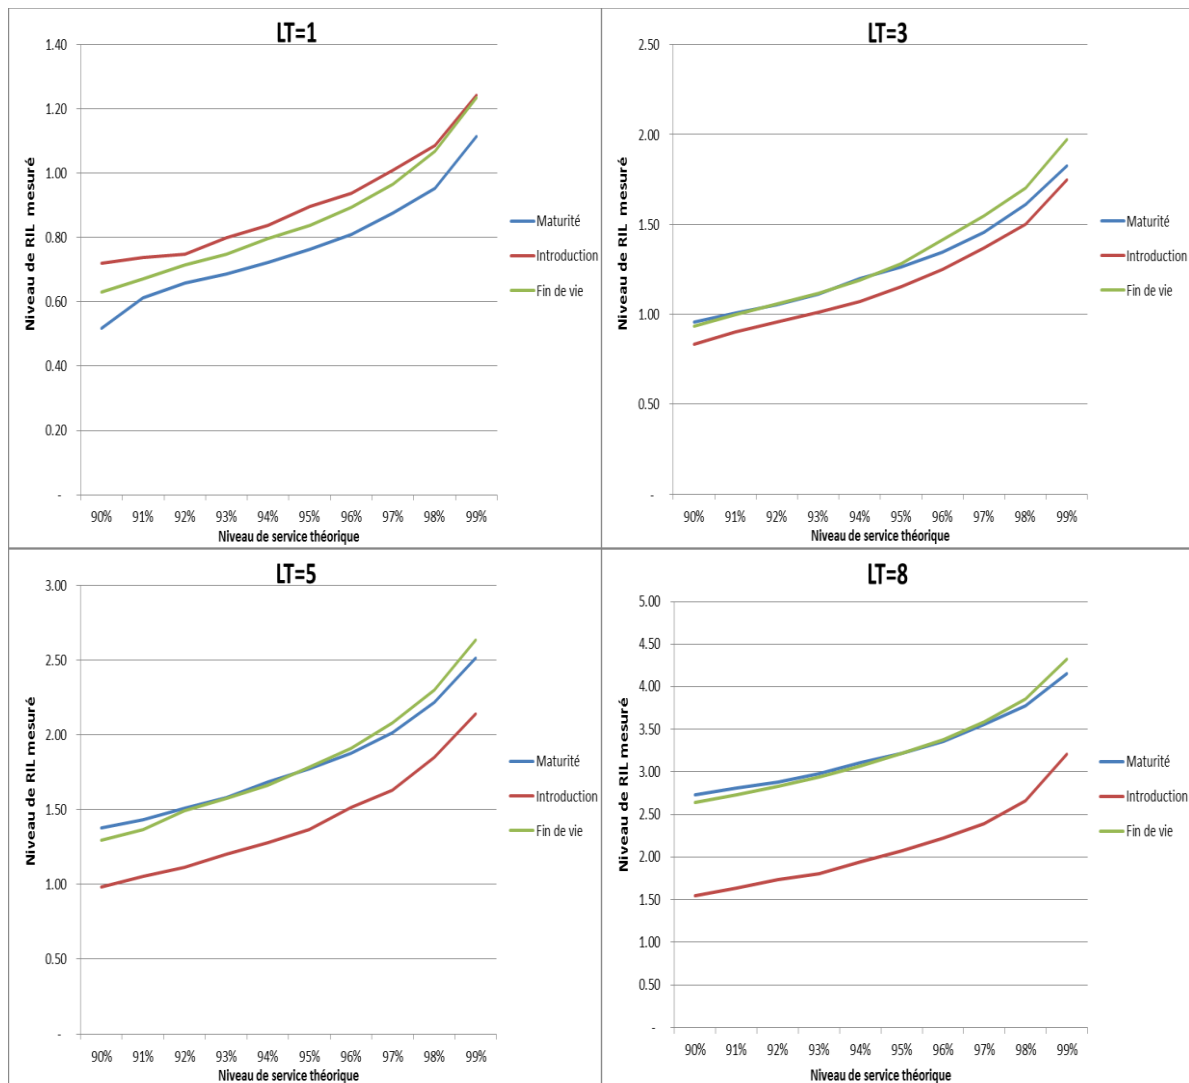 LT=1
1.40
1.20
1.00
0.80
0.60
0.40
0.20
-
Niveau de RIL mesuré
90% 91% 92% 93% 94% 95% 96% 97% 98% 99%
Niveau de service théorique
Maturité
Introduction
Fin de vie
LT=3
2.50
2.00
1.50
1.00
0.50
-
Niveau de RIL mesuré
90% 91% 92% 93% 94% 95% 96% 97% 98% 99%
Niveau de service théorique
Maturité
Introduction
Fin de vie
LT=5
3.00
2.50
2.00
1.50
1.00
0.50
-
Niveau de RIL mesuré
90% 91% 92% 93% 94% 95% 96% 97% 98% 99%
Niveau de service théorique
Maturité
Introduction
Fin de vie
LT=8
5.00
4.50
4.00
3.50
3.00
2.50
2.00
1.50
1.00
0.50
-
Niveau de RIL mesuré
90% 91% 92% 93% 94% 95% 96% 97% 98% 99%
Niveau de service théorique
Maturité
Introduction
Fin de vie